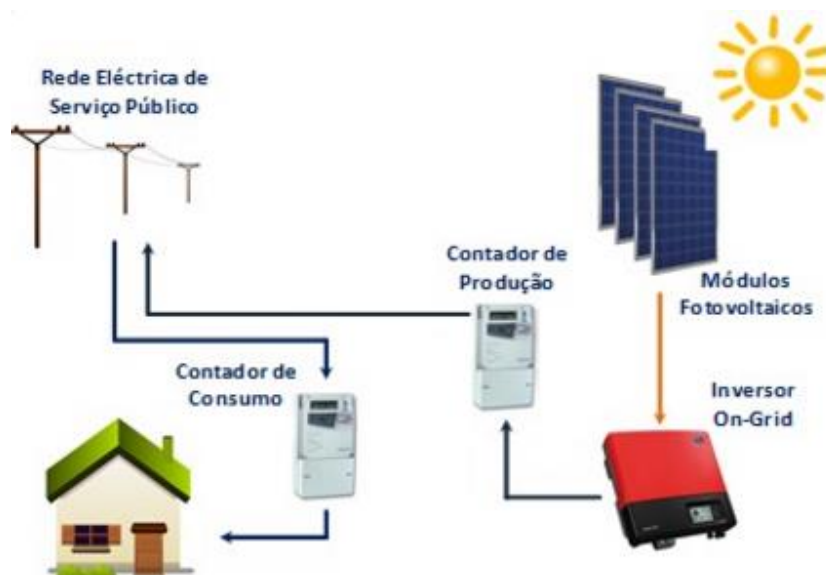 Rede Eléctrica de
Serviço Público
Contador de
Produção
Módulos
Fotovoltaicos
Contador de
Consumo
Inversor
On-Grid